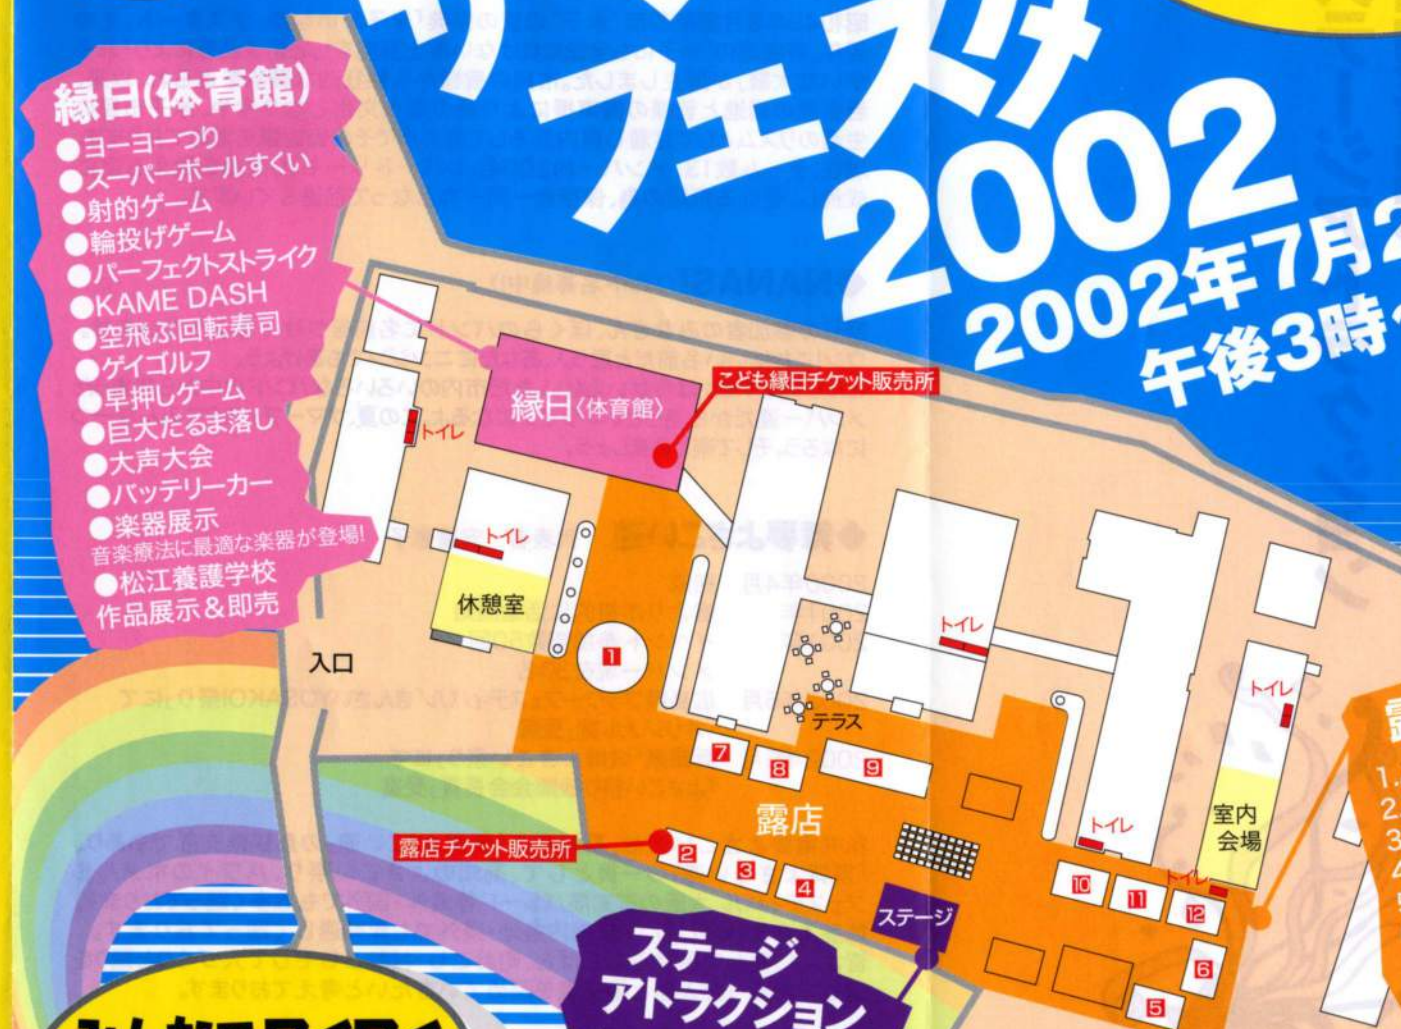 フェスタ
2002
2002年7月2
午後3時
縁日(体育館)
●ヨーヨーつり
●スーパーボールすくい
●射的ゲーム
●輪投げゲーム
●パーフェクトストライク
●KAME DASH
●空飛ぶ回転寿司
●ゲイゴルフ
●早押しゲーム
●巨大だるま落し
●大声大会
●バッテリーカー
●楽器展示
音楽療法に最適な楽器が登場!
●松江養護学校
作品展示&即売
縁日〈体育館〉
こども縁日チケット販売所
トイレ
トイレ
休憩室
入口
1
トイレ
テラス
トイレ
7
8
9
露店
室内
会場
トイレ
露店チケット販売所
2
3
4
ステージ
10
11
12
トイレ
6
5
ステージ
アトラクション
露
1.
2.
3
4